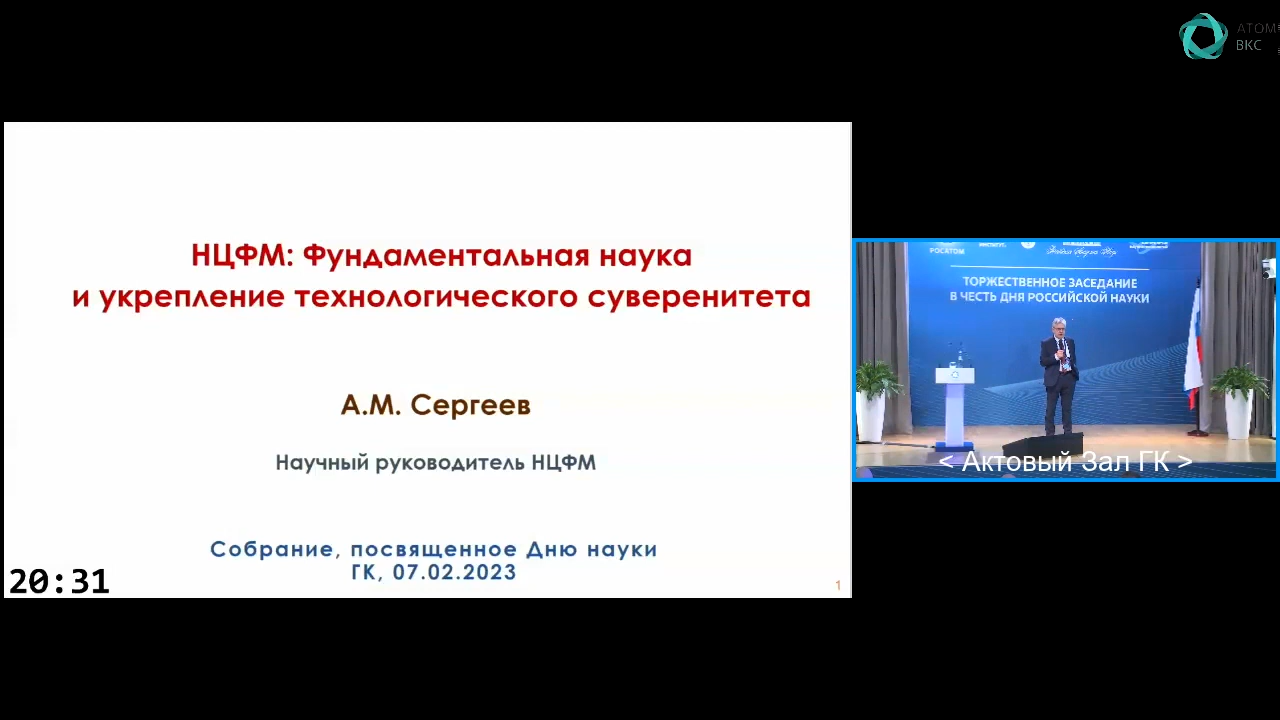 АТОМ
ВКС
НЦФМ: Фундаментальная наука
и укрепление технологического суверенитета
А.М. Сергеев
Научный руководитель НЦФМ
Собрание, посвященное Дню науки
ГК, 07.02.2023
20:31
1
РОСАТОМ
ТОРЖЕСТВЕННОЕ ЗАСЕДАНИЕ
В ЧЕСТЬ ДНЯ РОССИЙСКОЙ НАУКИ
< Актовый Зал ГК >